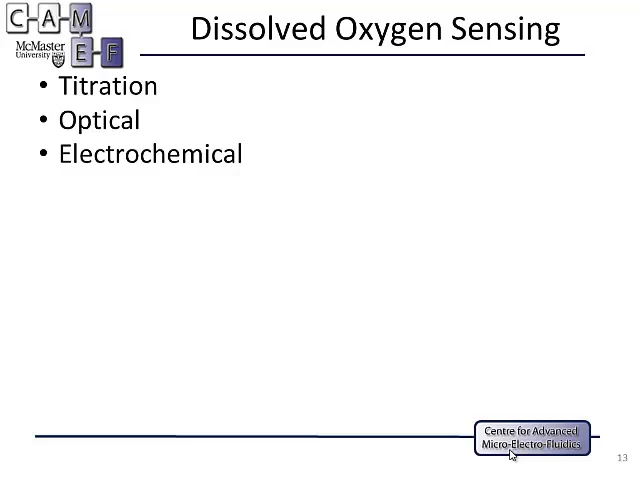 C A M
E F
McMaster
University
Dissolved Oxygen Sensing
• Titration
• Optical
• Electrochemical
Centre for Advanced
Micro-Electro-Fluidics
13